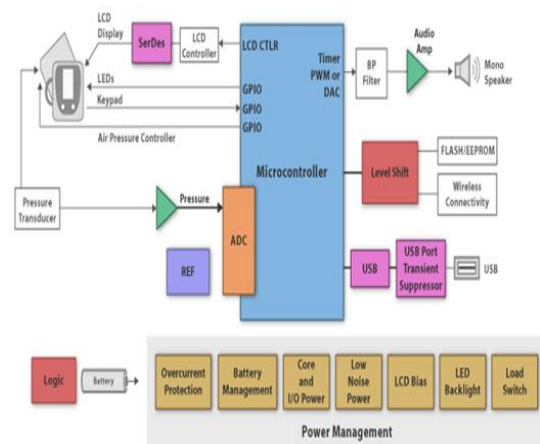 LCD
Display
SerDes
LCD
Controller
LCD CTLR
LEDs
GPIO
Keypad
GPIO
Air Pressure Controller
GPIO
Timer
PWM or
DAC
BP
Filter
Audio
Amp
Mono
Speaker
Microcontroller
Level Shift
FLASH/EEPROM
Wireless
Connectivity
Pressure
Transducer
Pressure
ADC
REF
USB
USB Port
Transient
Suppressor
USB
Logic
Battery
Overcurrent
Protection
Battery
Management
Core
and
I/O Power
Low
Noise
Power
LCD Bias
LED
Backlight
Load
Switch
Power Management